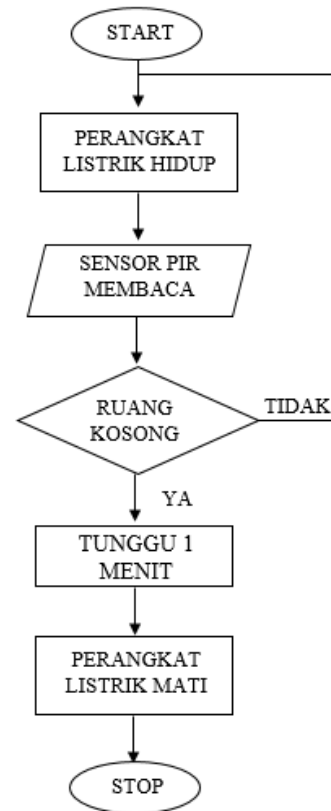 START
PERANGKAT
LISTRIK HIDUP
SENSOR PIR
MEMBACA
RUANG
KOSONG
TIDAK
YA
TUNGGU 1
MENIT
PERANGKAT
LISTRIK MATI
STOP